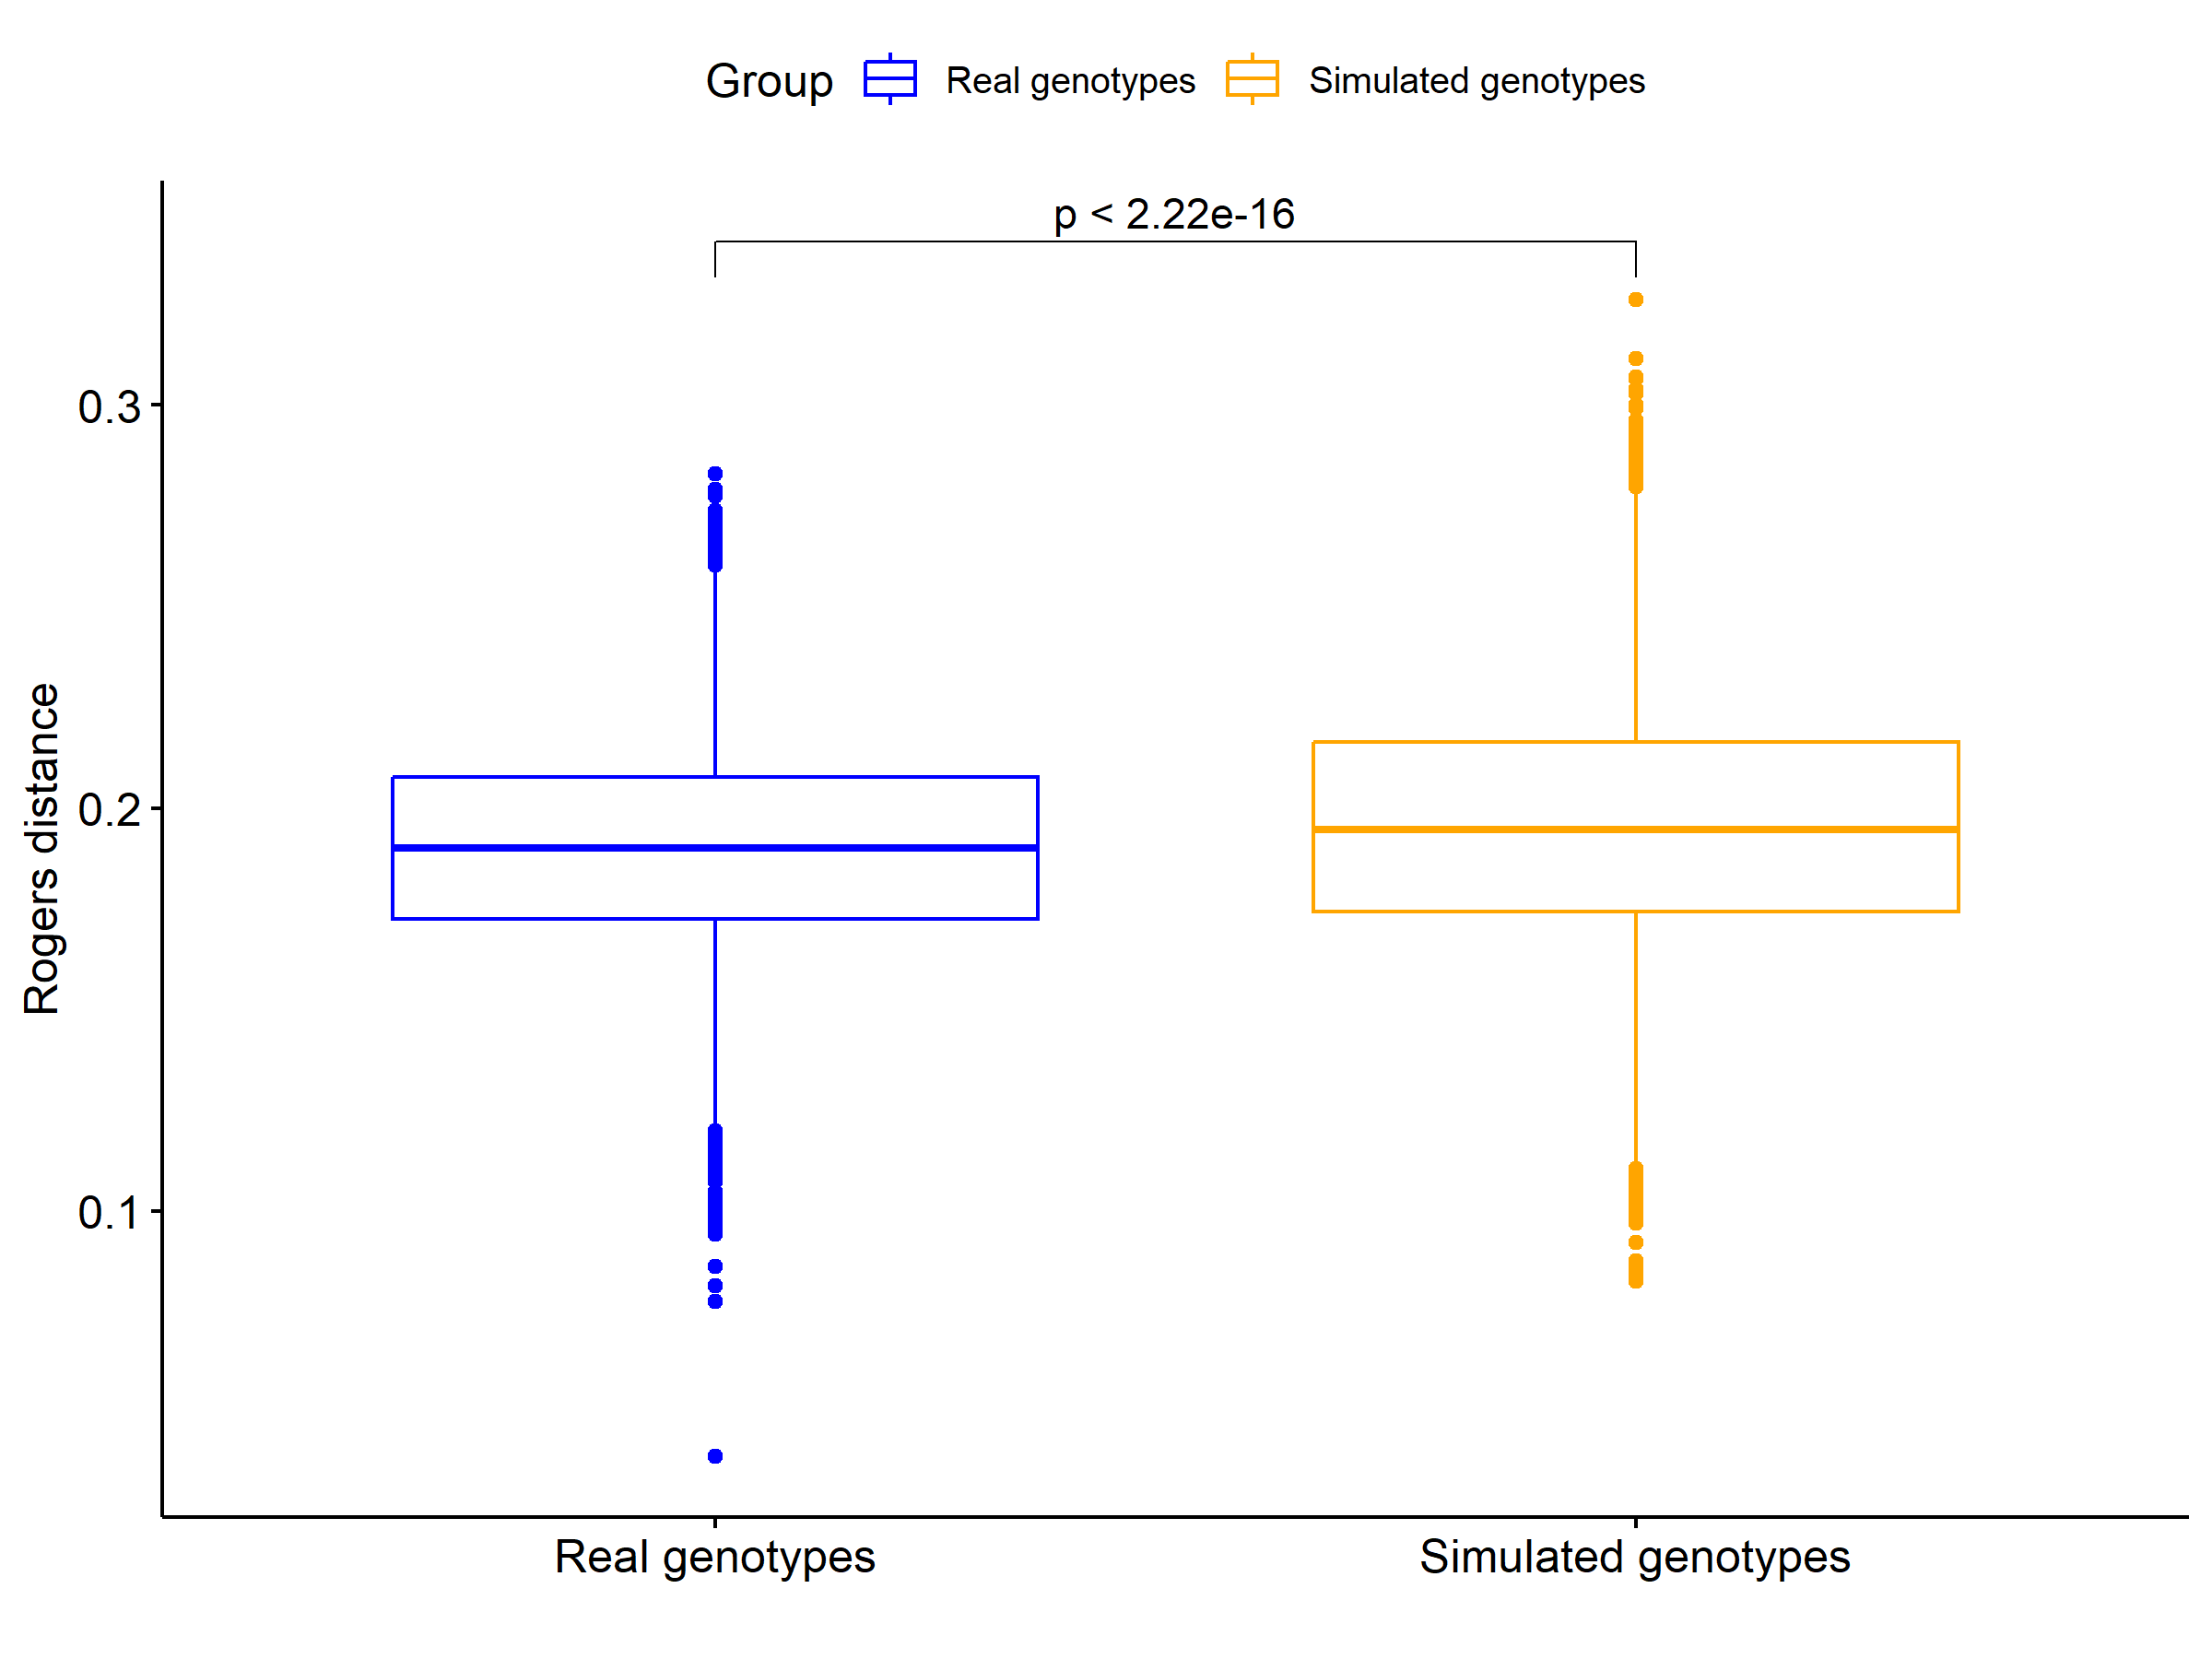 Group Real genotypes Simulated genotypes
p < 2.22e-16
0.3
0.2
0.1
Rogers distance
Real genotypes Simulated genotypes